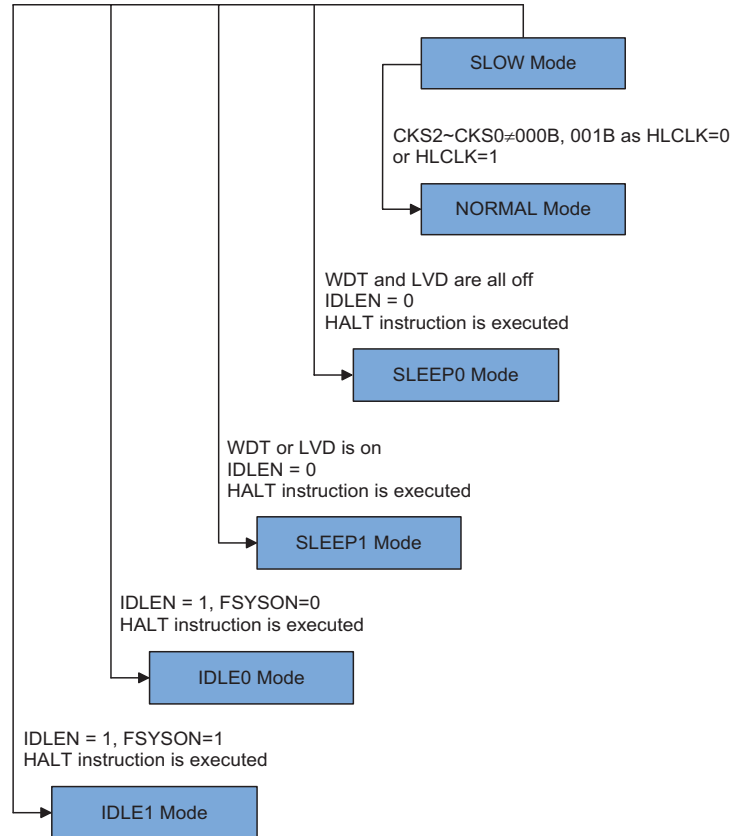 SLOW Mode
CKS2~CKS0≠000B, 001B as HLCLK=0
or HLCLK=1
NORMAL Mode
WDT and LVD are all off
IDLEN = 0
HALT instruction is executed
SLEEP0 Mode
WDT or LVD is on
IDLEN = 0
HALT instruction is executed
SLEEP1 Mode
IDLEN = 1, FSYSON=0
HALT instruction is executed
IDLE0 Mode
IDLEN = 1, FSYSON=1
HALT instruction is executed
IDLE1 Mode